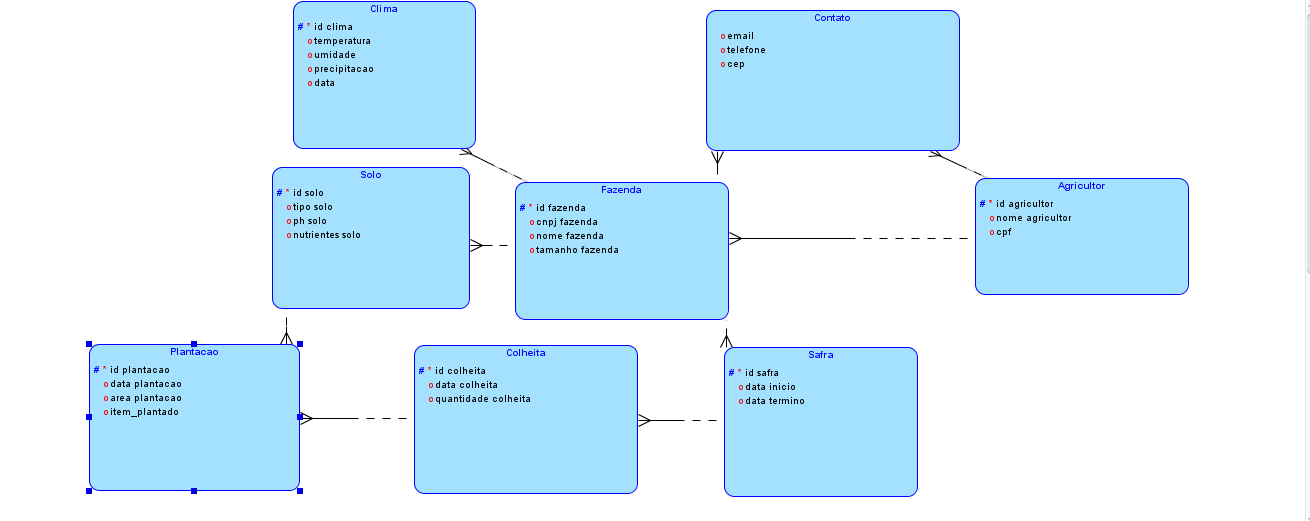 Clima
# * id clima
o temperatura
o umidade
o precipitacao
o data
Contato
o email
o telefone
o cep
Solo
# * id solo
o tipo solo
o ph solo
o nutrientes solo
Fazenda
# * id fazenda
o cnpj fazenda
o nome fazenda
o tamanho fazenda
Agricultor
# * id agricultor
o nome agricultor
o cpf
Plantacao
# * id plantacao
o data plantacao
o area plantacao
o item_plantado
Colheita
# * id colheita
o data colheita
o quantidade colheita
Safra
# * id safra
o data inicio
o data termino